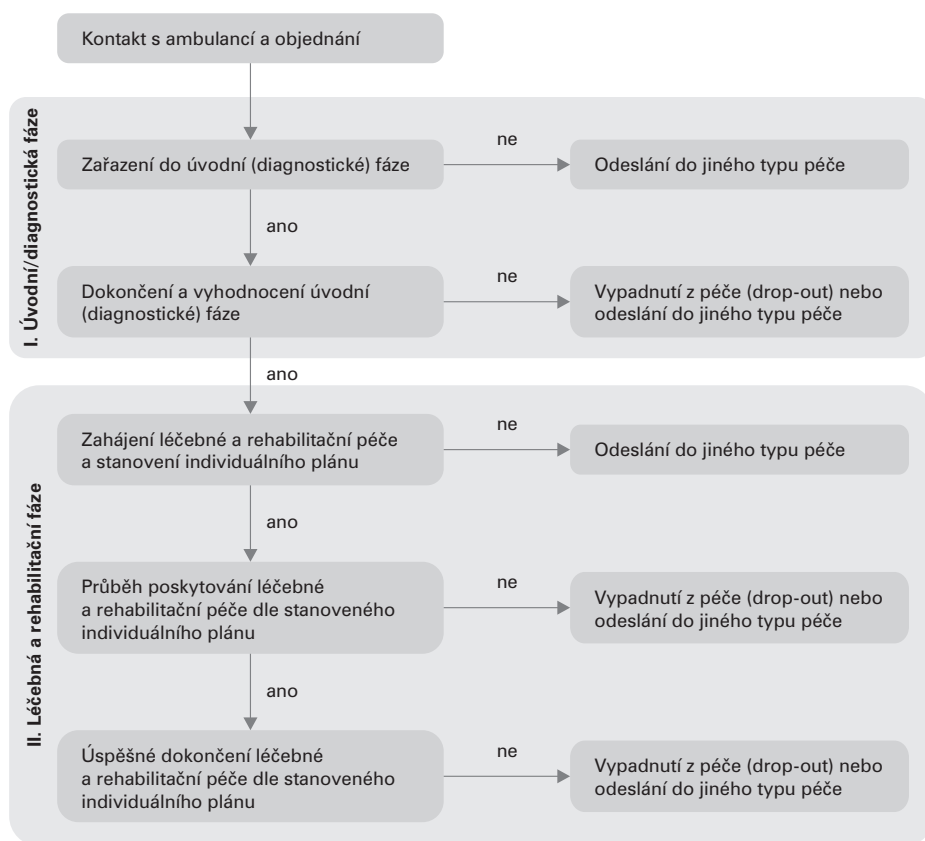 Kontakt s ambulancí a objednání
I. Úvodní/diagnostická fáze
Zařazení do úvodní (diagnostické) fáze
ne
Odeslání do jiného typu péče
ano
Dokončení a vyhodnocení úvodní
(diagnostické) fáze
ne
Vypadnutí z péče (drop-out) nebo
odeslání do jiného typu péče
ano
II. Léčebná a rehabilitační fáze
Zahájení léčebné a rehabilitační péče
a stanovení individuálního plánu
ne
Odeslání do jiného typu péče
ano
Průběh poskytování léčebné
a rehabilitační péče dle stanoveného
individuálního plánu
ne
Vypadnutí z péče (drop-out) nebo
odeslání do jiného typu péče
ano
Úspěšné dokončení léčebné
a rehabilitační péče dle stanoveného
individuálního plánu
ne
Vypadnutí z péče (drop-out) nebo
odeslání do jiného typu péče